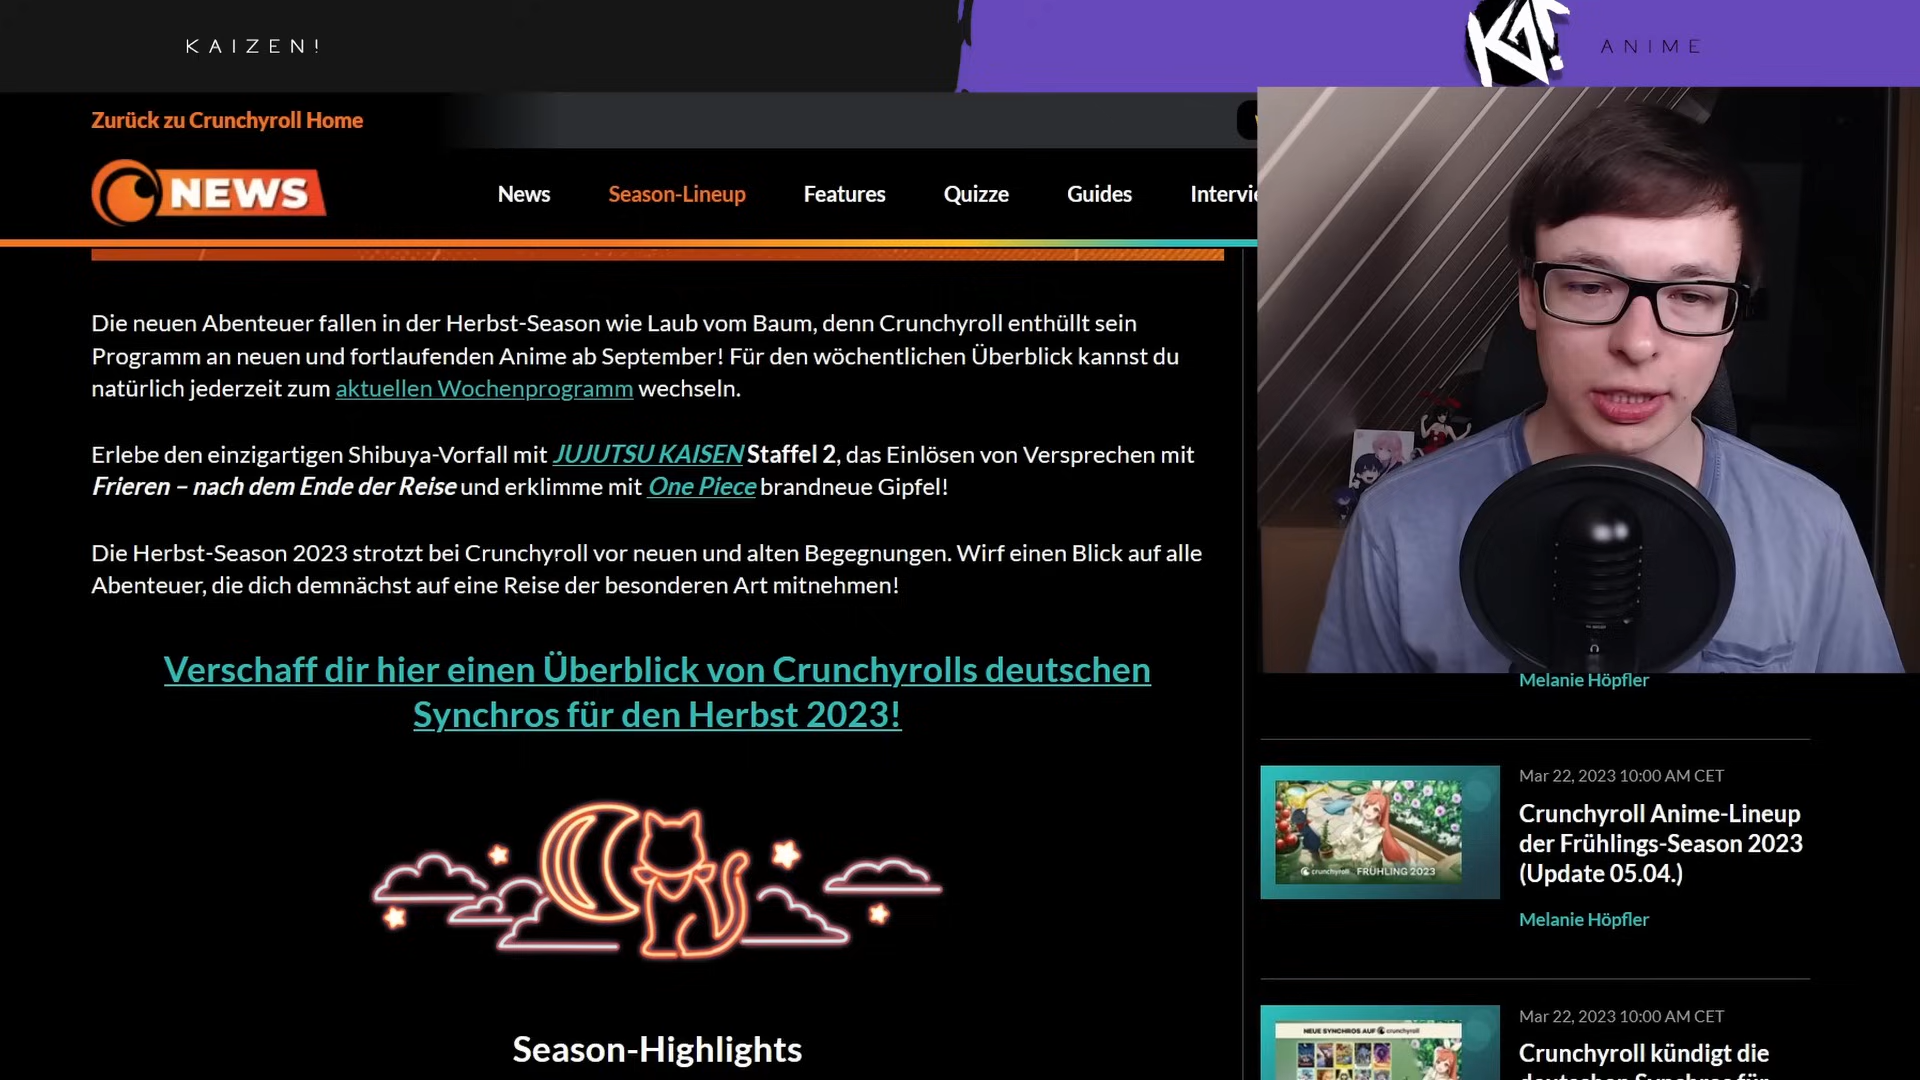 KAIZEN!
KA!
ANIME
Zurück zu Crunchyroll Home
NEWS
News
Season-Lineup
Features
Quizze
Guides
Die neuen Abenteuer fallen in der Herbst-Season wie Laub vom Baum, denn Crunchyroll enthüllt sein
Programm an neuen und fortlaufenden Anime ab September! Für den wöchentlichen Überblick kannst du
natürlich jederzeit zum aktuellen Wochenprogramm wechseln.
Erlebe den einzigartigen Shibuya-Vorfall mit JUJUTSU KAISEN Staffel 2, das Einlösen von Versprechen mit
Frieren – nach dem Ende der Reise und erklimme mit One Piece brandneue Gipfel!
Die Herbst-Season 2023 strotzt bei Crunchyroll vor neuen und alten Begegnungen. Wirf einen Blick auf alle
Abenteuer, die dich demnächst auf eine Reise der besonderen Art mitnehmen!
Verschaff dir hier einen Überblick von Crunchyrolls deutschen
Synchros für den Herbst 2023!
Season-Highlights
Melanie Höpfler
Mar 22, 2023 10:00 AM CET
Crunchyroll Anime-Lineup
der Frühlings-Season 2023
(Update 05.04.)
Melanie Höpfler
crunchyroll FRÜHLING 2023
Mar 22, 2023 10:00 AM CET
Crunchyroll kündigt die
NEUE SYNCHROS AUF crunchyroll